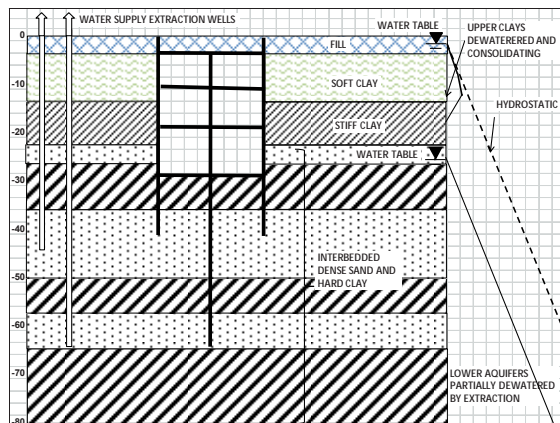 WATER SUPPLY EXTRACTION WELLS
WATER TABLE
UPPER CLAYS
DEWATERERED AND
CONSOLIDATING
0
FILL
-10
SOFT CLAY
HYDROSTATIC
-20
STIFF CLAY
WATER TABLE
-30
-40
INTERBEDDED
DENSE SAND AND
HARD CLAY
-50
-60
-70
LOWER AQUIFERS
PARTIALLY DEWATERED
BY EXTRACTION
-80